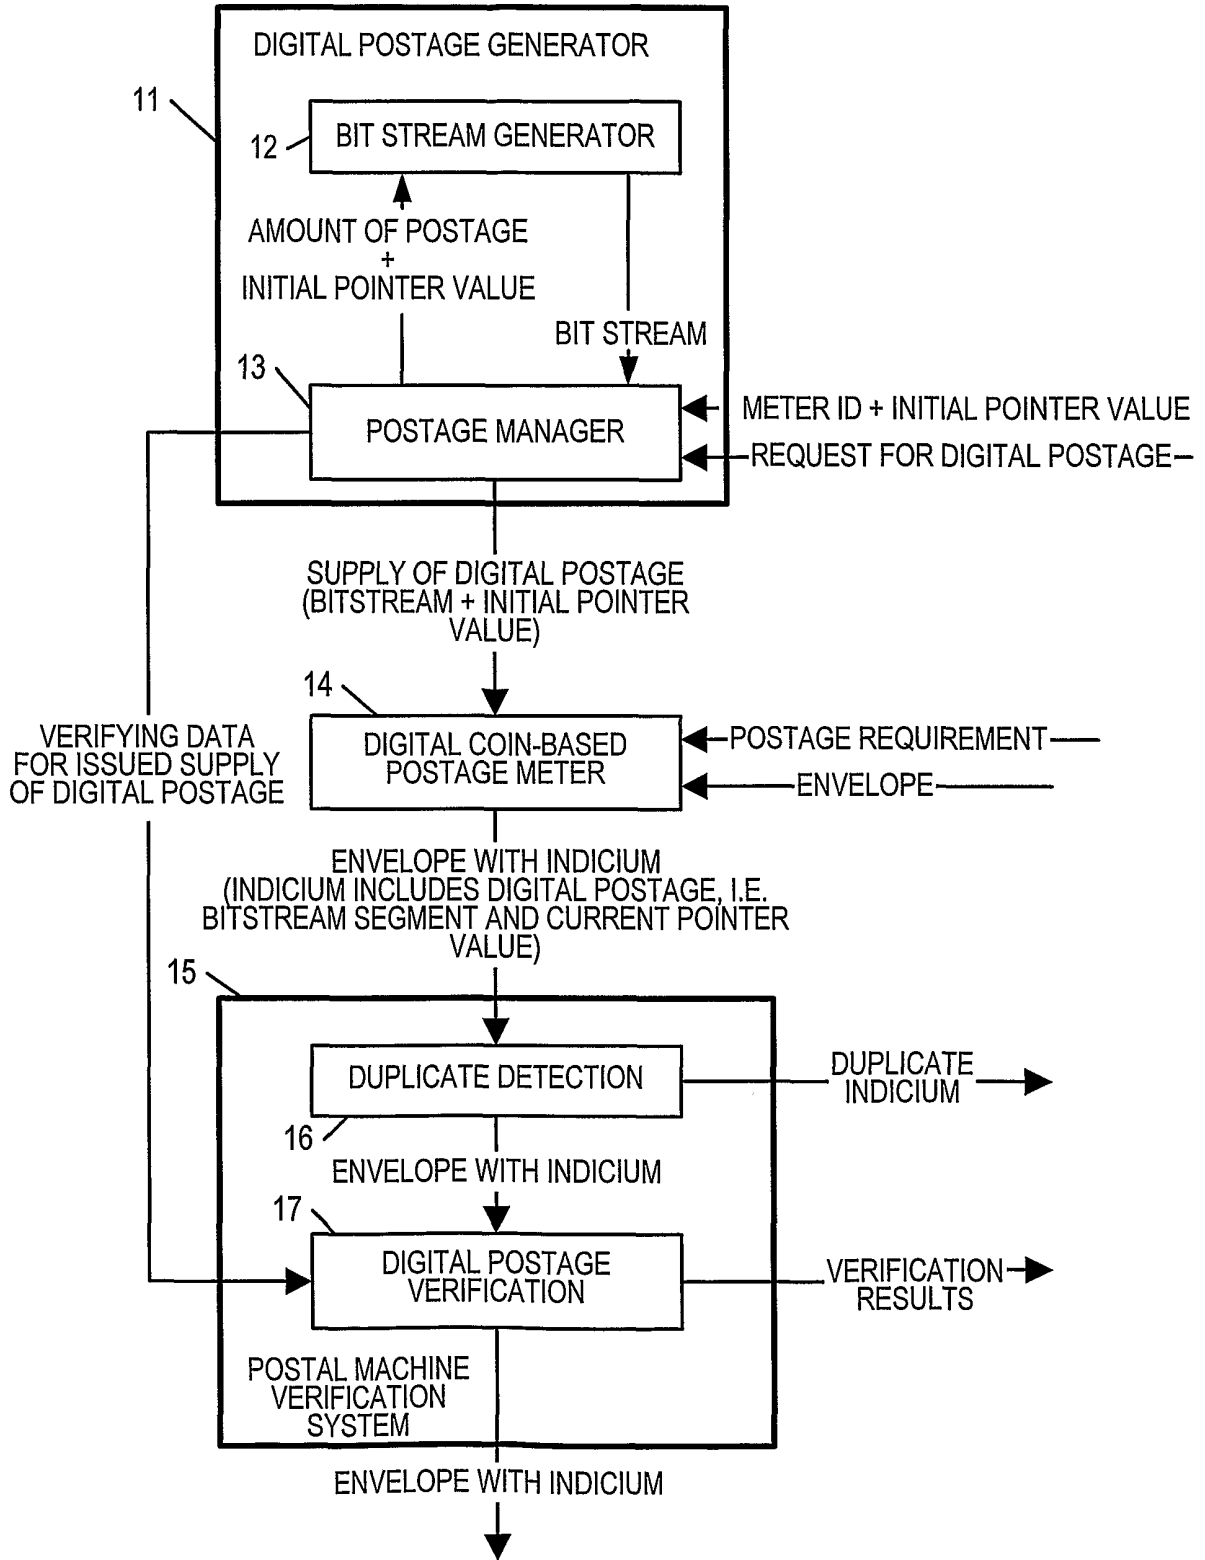 DIGITAL POSTAGE GENERATOR
11
12
BIT STREAM GENERATOR
AMOUNT OF POSTAGE
+
INITIAL POINTER VALUE
BIT STREAM
13
POSTAGE MANAGER
METER ID + INITIAL POINTER VALUE
REQUEST FOR DIGITAL POSTAGE
SUPPLY OF DIGITAL POSTAGE
(BITSTREAM + INITIAL POINTER
VALUE)
14
DIGITAL COIN-BASED
POSTAGE METER
POSTAGE REQUIREMENT
ENVELOPE
VERIFYING DATA
FOR ISSUED SUPPLY
OF DIGITAL POSTAGE
ENVELOPE WITH INDICIUM
(INDICIUM INCLUDES DIGITAL POSTAGE, I.E.
BITSTREAM SEGMENT AND CURRENT POINTER
VALUE)
15
DUPLICATE DETECTION
DUPLICATE
INDICIUM
16
ENVELOPE WITH INDICIUM
17
DIGITAL POSTAGE
VERIFICATION
VERIFICATION
RESULTS
POSTAL MACHINE
VERIFICATION
SYSTEM
ENVELOPE WITH INDICIUM